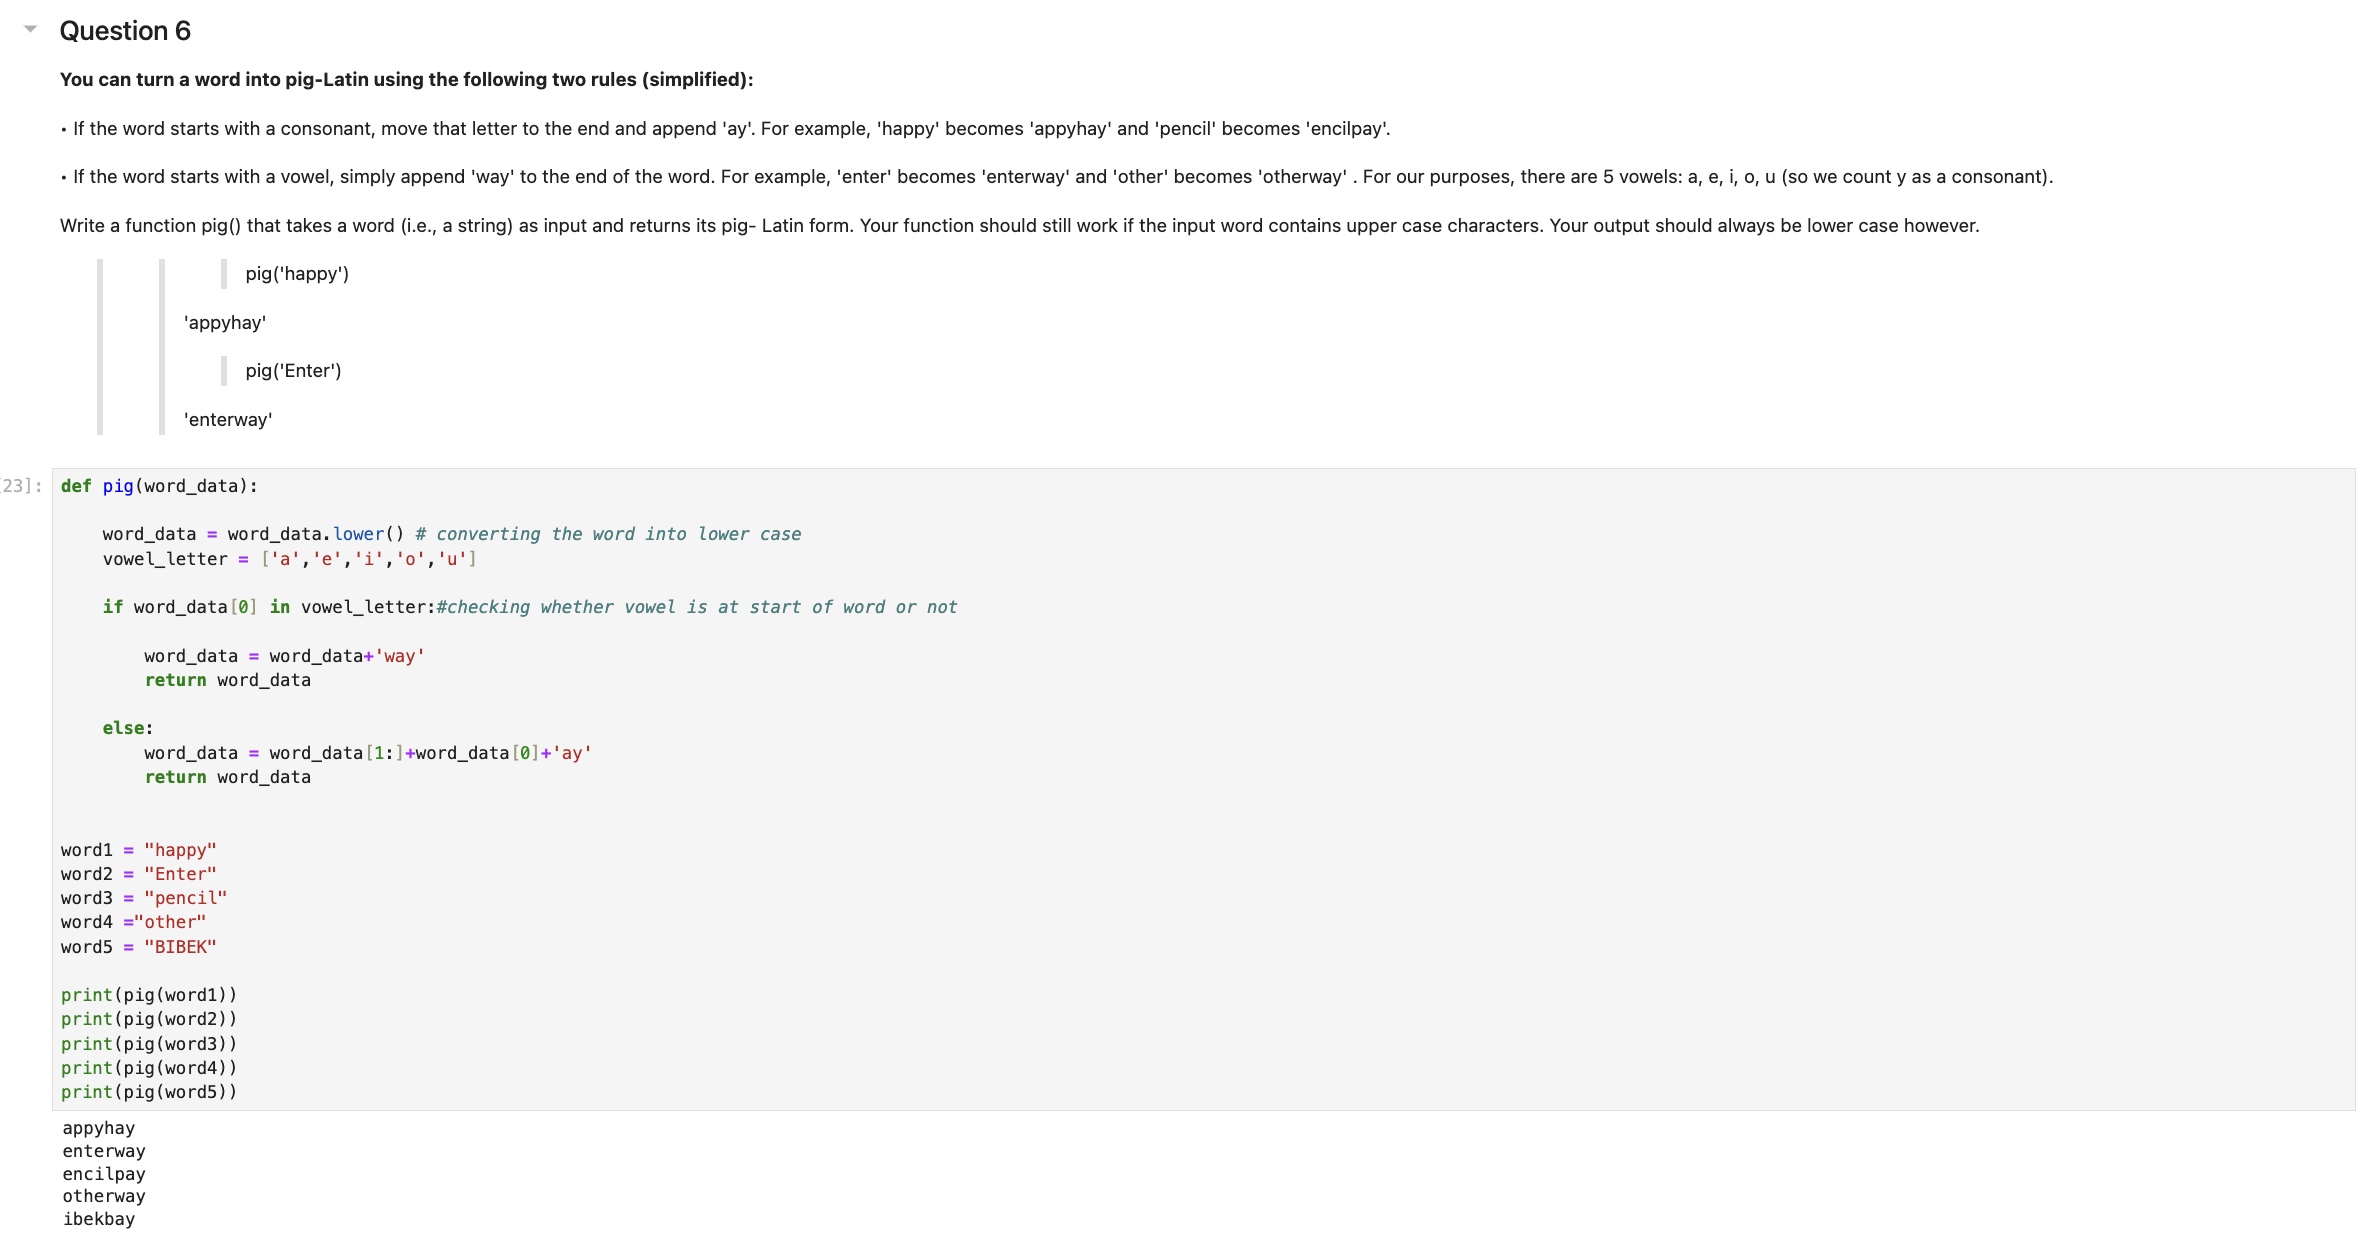 Question 6
You can turn a word into pig-Latin using the following two rules (simplified):
• If the word starts with a consonant, move that letter to the end and append 'ay'. For example, 'happy' becomes 'appyhay' and 'pencil' becomes 'encilpay'.
• If the word starts with a vowel, simply append 'way' to the end of the word. For example, 'enter' becomes 'enterway' and 'other' becomes 'otherway' . For our purposes, there are 5 vowels: a, e, i, o, u (so we count y as a consonant).
Write a function pig() that takes a word (i.e., a string) as input and returns its pig- Latin form. Your function should still work if the input word contains upper case characters. Your output should always be lower case however.
pig('happy')
'appyhay'
pig('Enter')
'enterway'
23]:
def pig(word_data):
word_data = word_data.lower() # converting the word into lower case
vowel_letter = ['a','e','i','o','u']
if word_data[0] in vowel_letter:#checking whether vowel is at start of word or not
word_data = word_data+'way'
return word_data
else:
word_data = word_data[1:]+word_data[0]+'ay'
return word_data
word1 = "happy"
word2 = "Enter"
word3 = "pencil"
word4 ="other"
word5 = "BIBEK"
print(pig(word1))
print(pig(word2))
print(pig(word3))
print(pig(word4))
print(pig(word5))
appyhay
enterway
encilpay
otherway
ibekbay